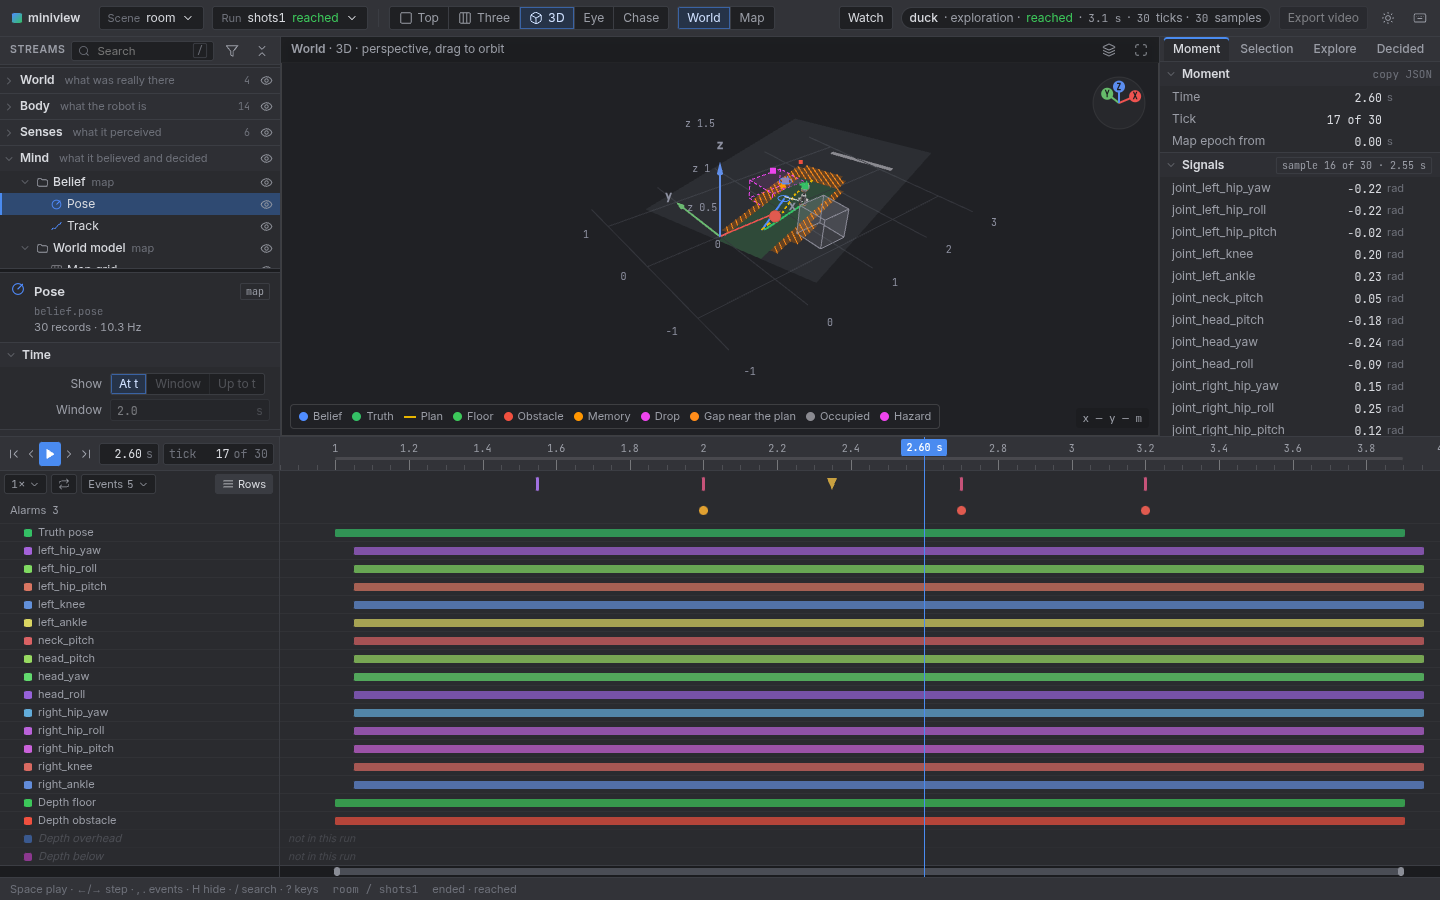 miniview
Scene room
Run shots1 reached
Top
Three
3D
Eye
Chase
World
Map
Watch
duck · exploration · reached · 3.1 s · 30 ticks · 30 samples
Export video
STREAMS
Search /
World · 3D · perspective, drag to orbit
Moment
Selection
Explore
Decided
World what was really there 4
Body what the robot is 14
Senses what it perceived 6
Mind what it believed and decided
Belief map
Pose
Track
World model map
Pose map
belief.pose
30 records · 10.3 Hz
Time
Show At t Window Up to t
Window 2.0 s
z 1.5
z
z 1
y
z 0.5
x
0
1
0
-1
-1
0
1
2
3
Z
Y
X
Belief
Truth
Plan
Floor
Obstacle
Memory
Drop
Gap near the plan
Occupied
Hazard
x — y — m
Moment copy JSON
Time 2.60 s
Tick 17 of 30
Map epoch from 0.00 s
Signals sample 16 of 30 · 2.55 s
joint_left_hip_yaw -0.22 rad
joint_left_hip_roll -0.22 rad
joint_left_hip_pitch -0.02 rad
joint_left_knee 0.20 rad
joint_left_ankle 0.23 rad
joint_neck_pitch 0.05 rad
joint_head_pitch -0.18 rad
joint_head_yaw -0.24 rad
joint_head_roll -0.09 rad
joint_right_hip_yaw 0.15 rad
joint_right_hip_roll 0.25 rad
joint_right_hip_pitch 0.12 rad
2.60 s tick 17 of 30
1 1.2 1.4 1.6 1.8 2 2.2 2.4 2.60 s 2.8 3 3.2 3.4 3.6 3.8
1× Events 5 Rows
Alarms 3
Truth pose
left_hip_yaw
left_hip_roll
left_hip_pitch
left_knee
left_ankle
neck_pitch
head_pitch
head_yaw
head_roll
right_hip_yaw
right_hip_roll
right_hip_pitch
right_knee
right_ankle
Depth floor
Depth obstacle
Depth overhead not in this run
Depth below not in this run
Space play · ←/→ step · , . events · H hide · / search · ? keys room / shots1 ended · reached